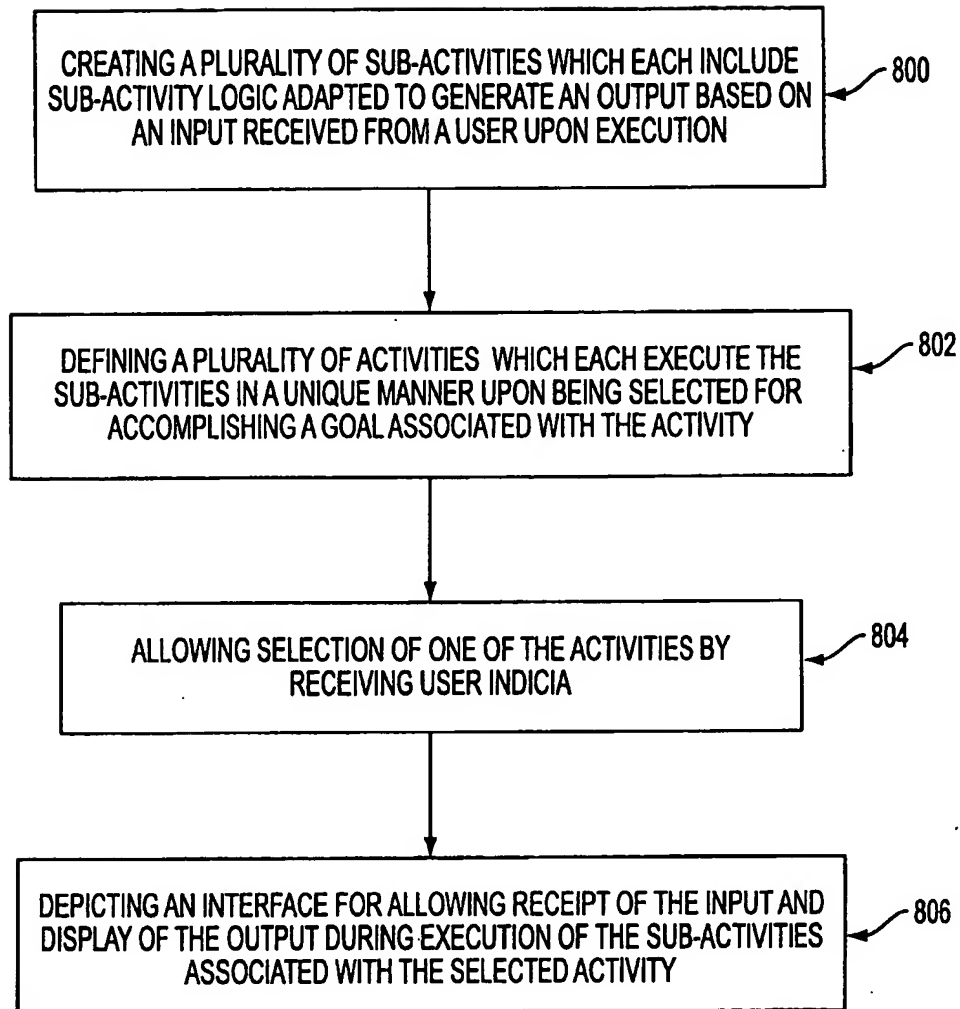 CREATING A PLURALITY OF SUB-ACTIVITIES WHICH EACH INCLUDE
SUB-ACTIVITY LOGIC ADAPTED TO GENERATE AN OUTPUT BASED ON
AN INPUT RECEIVED FROM A USER UPON EXECUTION
800
DEFINING A PLURALITY OF ACTIVITIES WHICH EACH EXECUTE THE
SUB-ACTIVITIES IN A UNIQUE MANNER UPON BEING SELECTED FOR
ACCOMPLISHING A GOAL ASSOCIATED WITH THE ACTIVITY
802
ALLOWING SELECTION OF ONE OF THE ACTIVITIES BY
RECEIVING USER INDICIA
804
DEPICTING AN INTERFACE FOR ALLOWING RECEIPT OF THE INPUT AND
DISPLAY OF THE OUTPUT DURING EXECUTION OF THE SUB-ACTIVITIES
ASSOCIATED WITH THE SELECTED ACTIVITY
806